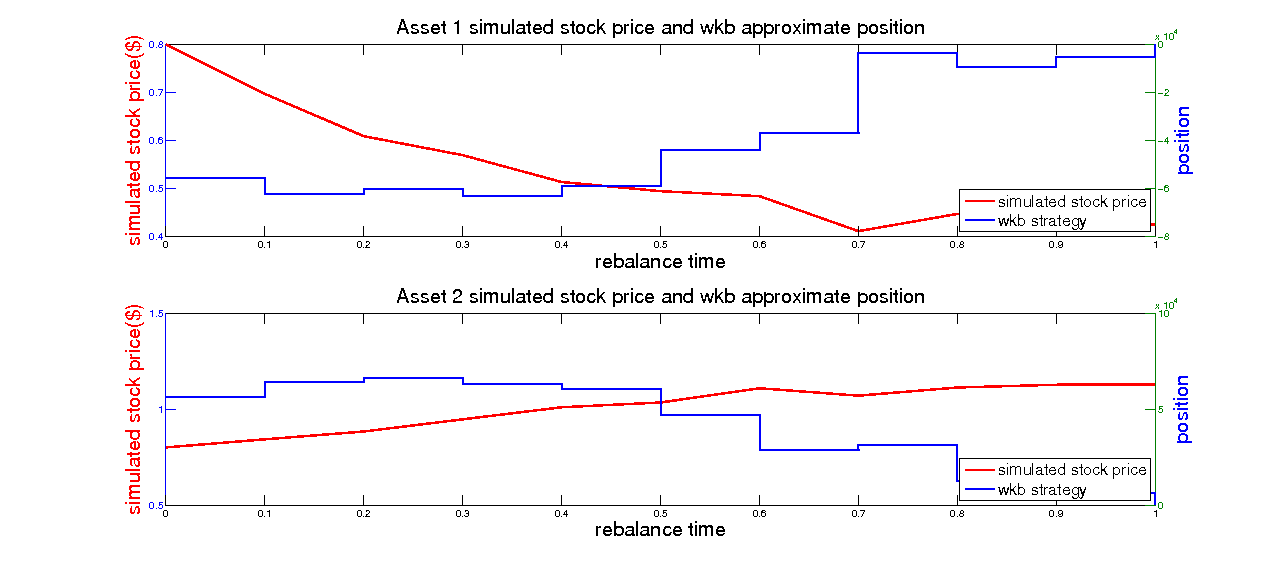 Asset 1 simulated stock price and wkb approximate position
x 10^4
simulated stock price($)
0.8
0.7
0.6
0.5
0.4
0
-2
-4
-6
-8
position
simulated stock price
wkb strategy
0 0.1 0.2 0.3 0.4 0.5 0.6 0.7 0.8 0.9 1
rebalance time
Asset 2 simulated stock price and wkb approximate position
x 10^4
simulated stock price($)
1.5
1
0.5
10
5
0
position
simulated stock price
wkb strategy
0 0.1 0.2 0.3 0.4 0.5 0.6 0.7 0.8 0.9 1
rebalance time